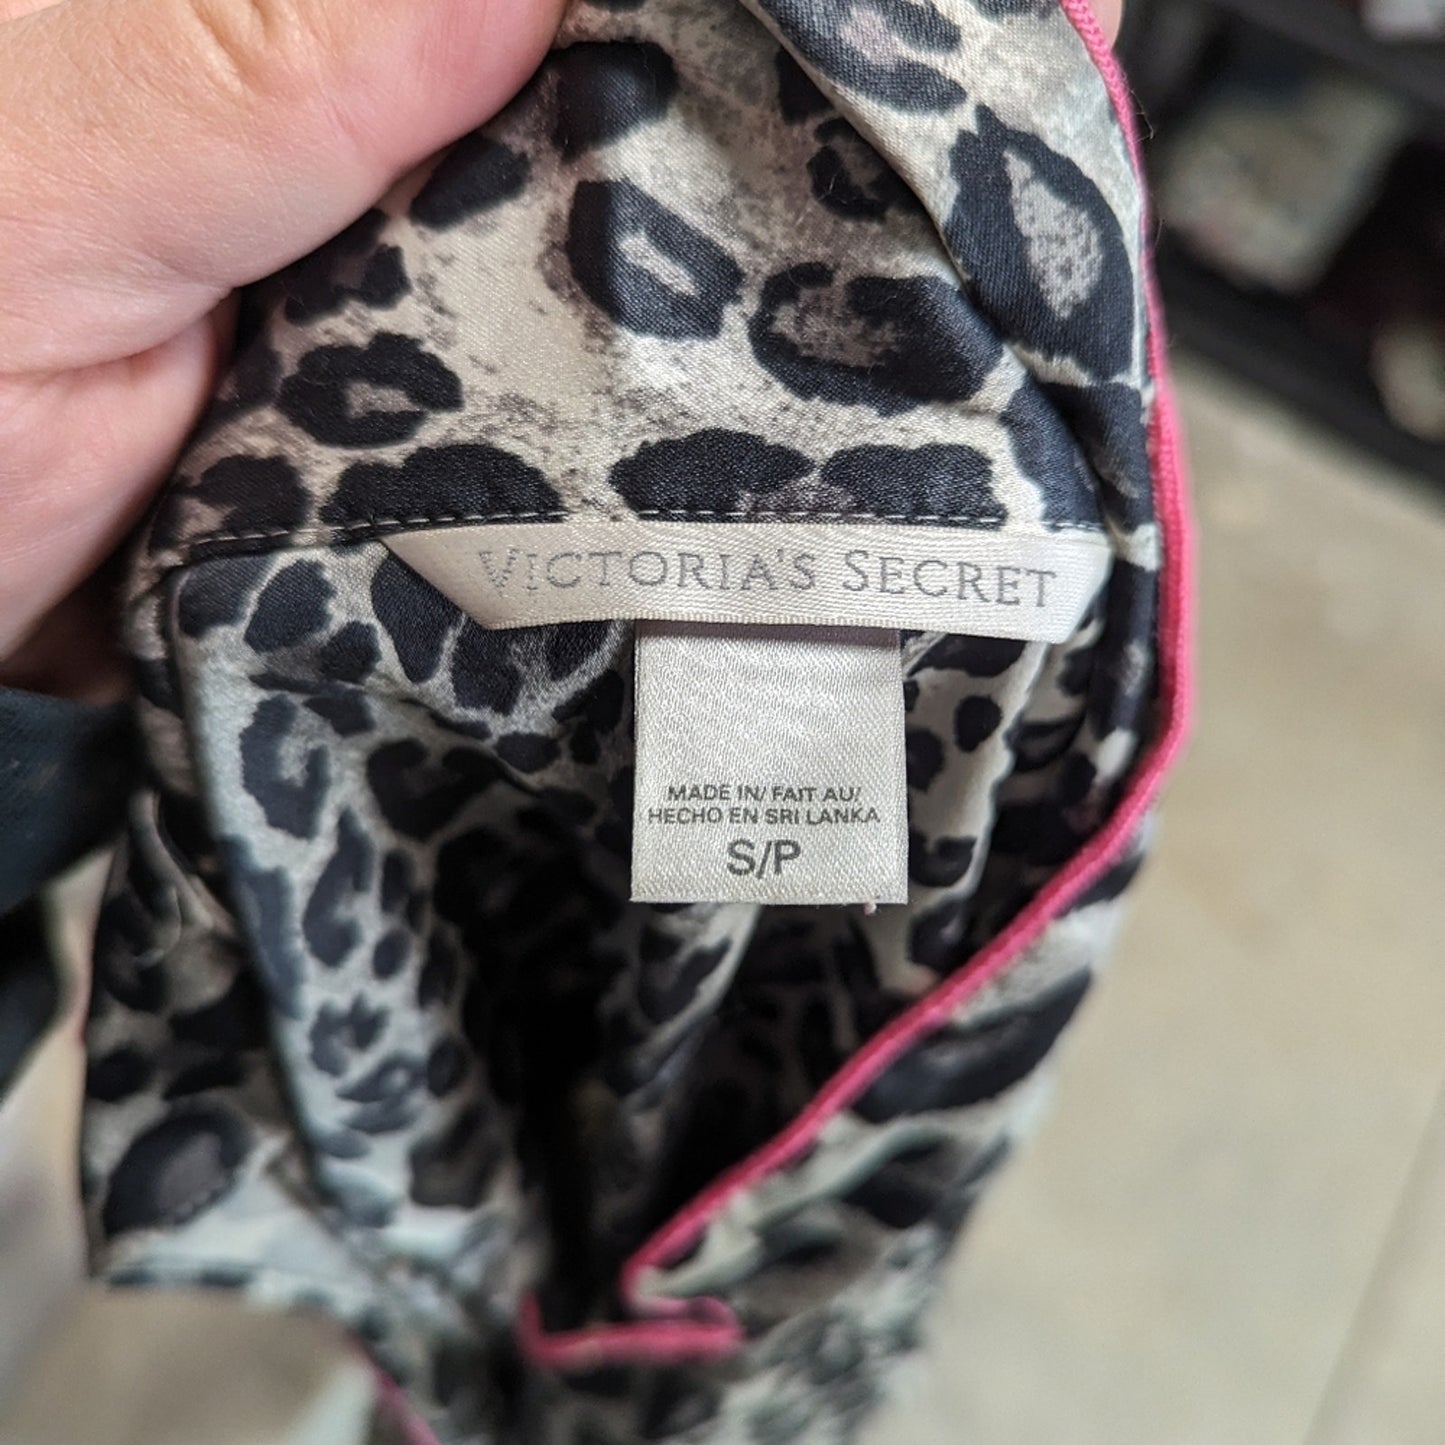 VICTORIA'S SECRET
MADE IN/ FAIT AU/
HECHO EN SRI LANKA
S/P